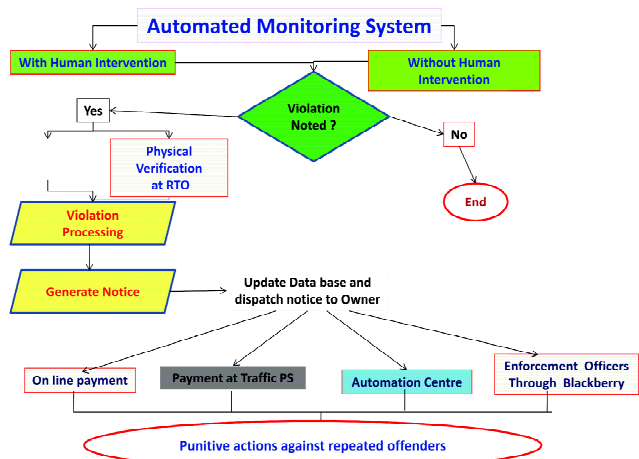 Automated Monitoring System
With Human Intervention
Without Human
Intervention
Violation
Noted ?
Yes
No
Physical
Verification
at RTO
End
Violation
Processing
Generate Notice
Update Data base and
dispatch notice to Owner
On line payment
Payment at Traffic PS
Automation Centre
Enforcement Officers
Through Blackberry
Punitive actions against repeated offenders